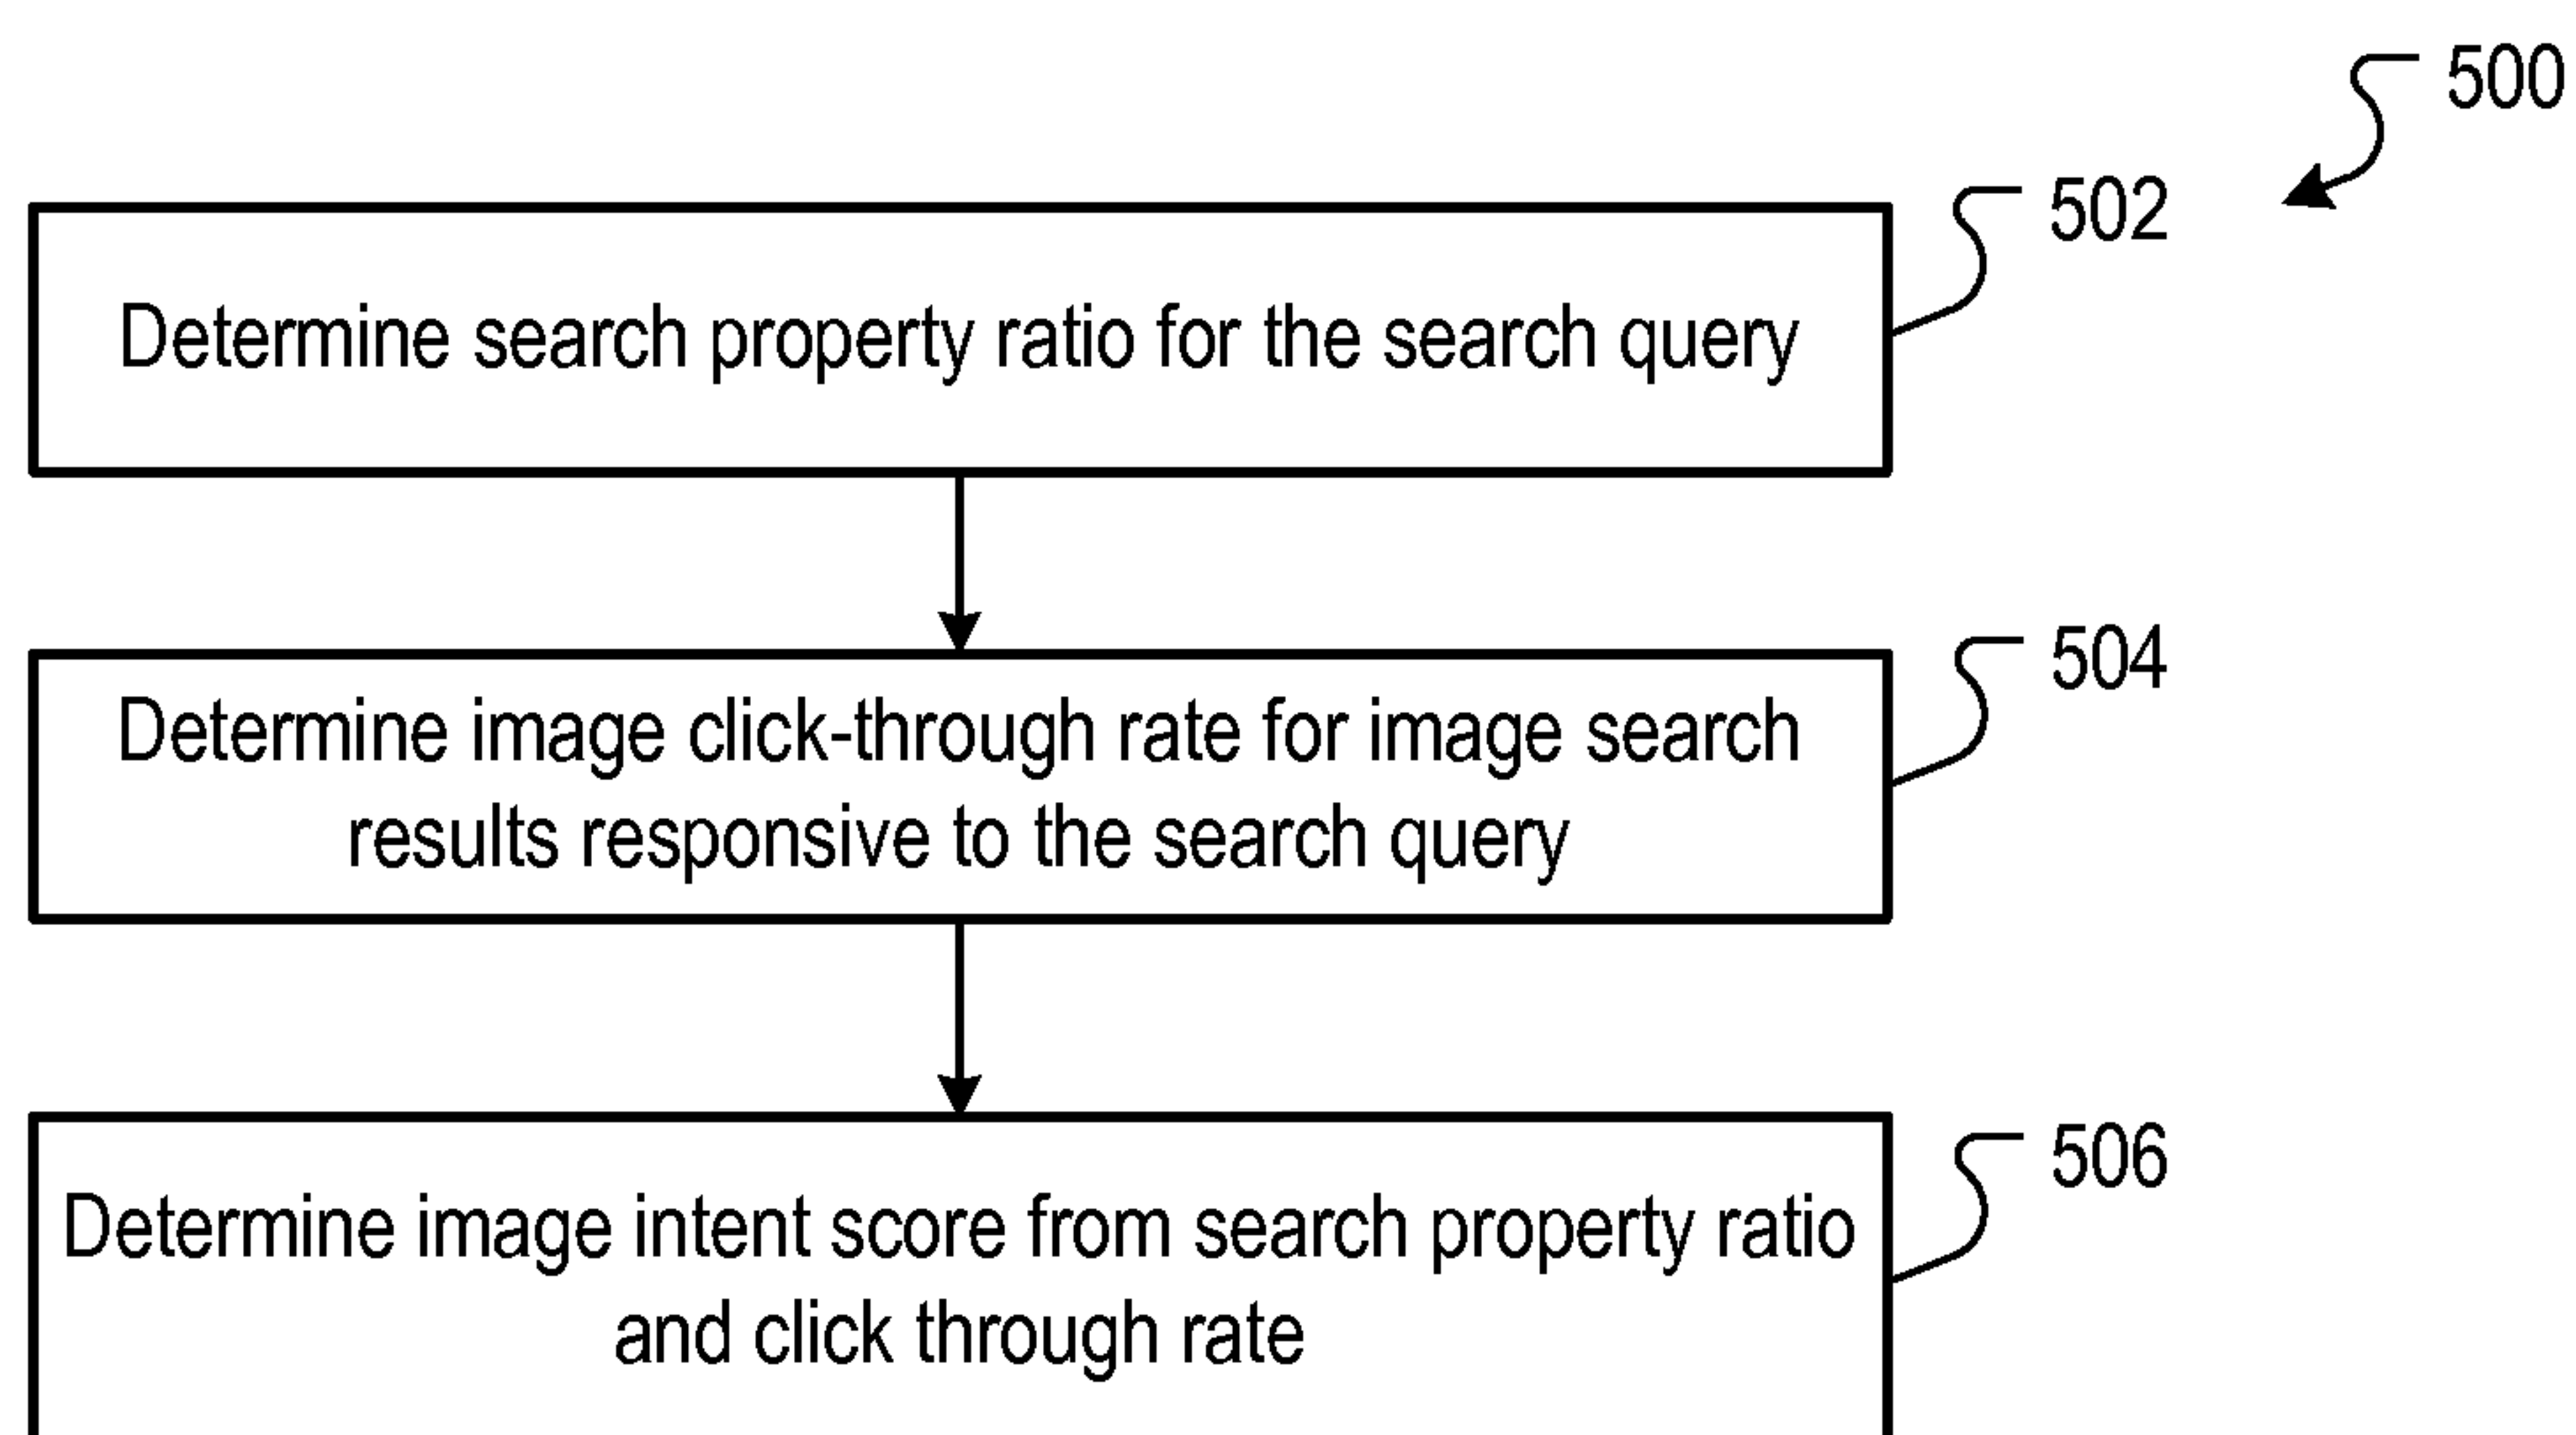 500
502
Determine search property ratio for the search query
504
Determine image click-through rate for image search
results responsive to the search query
506
Determine image intent score from search property ratio
and click through rate